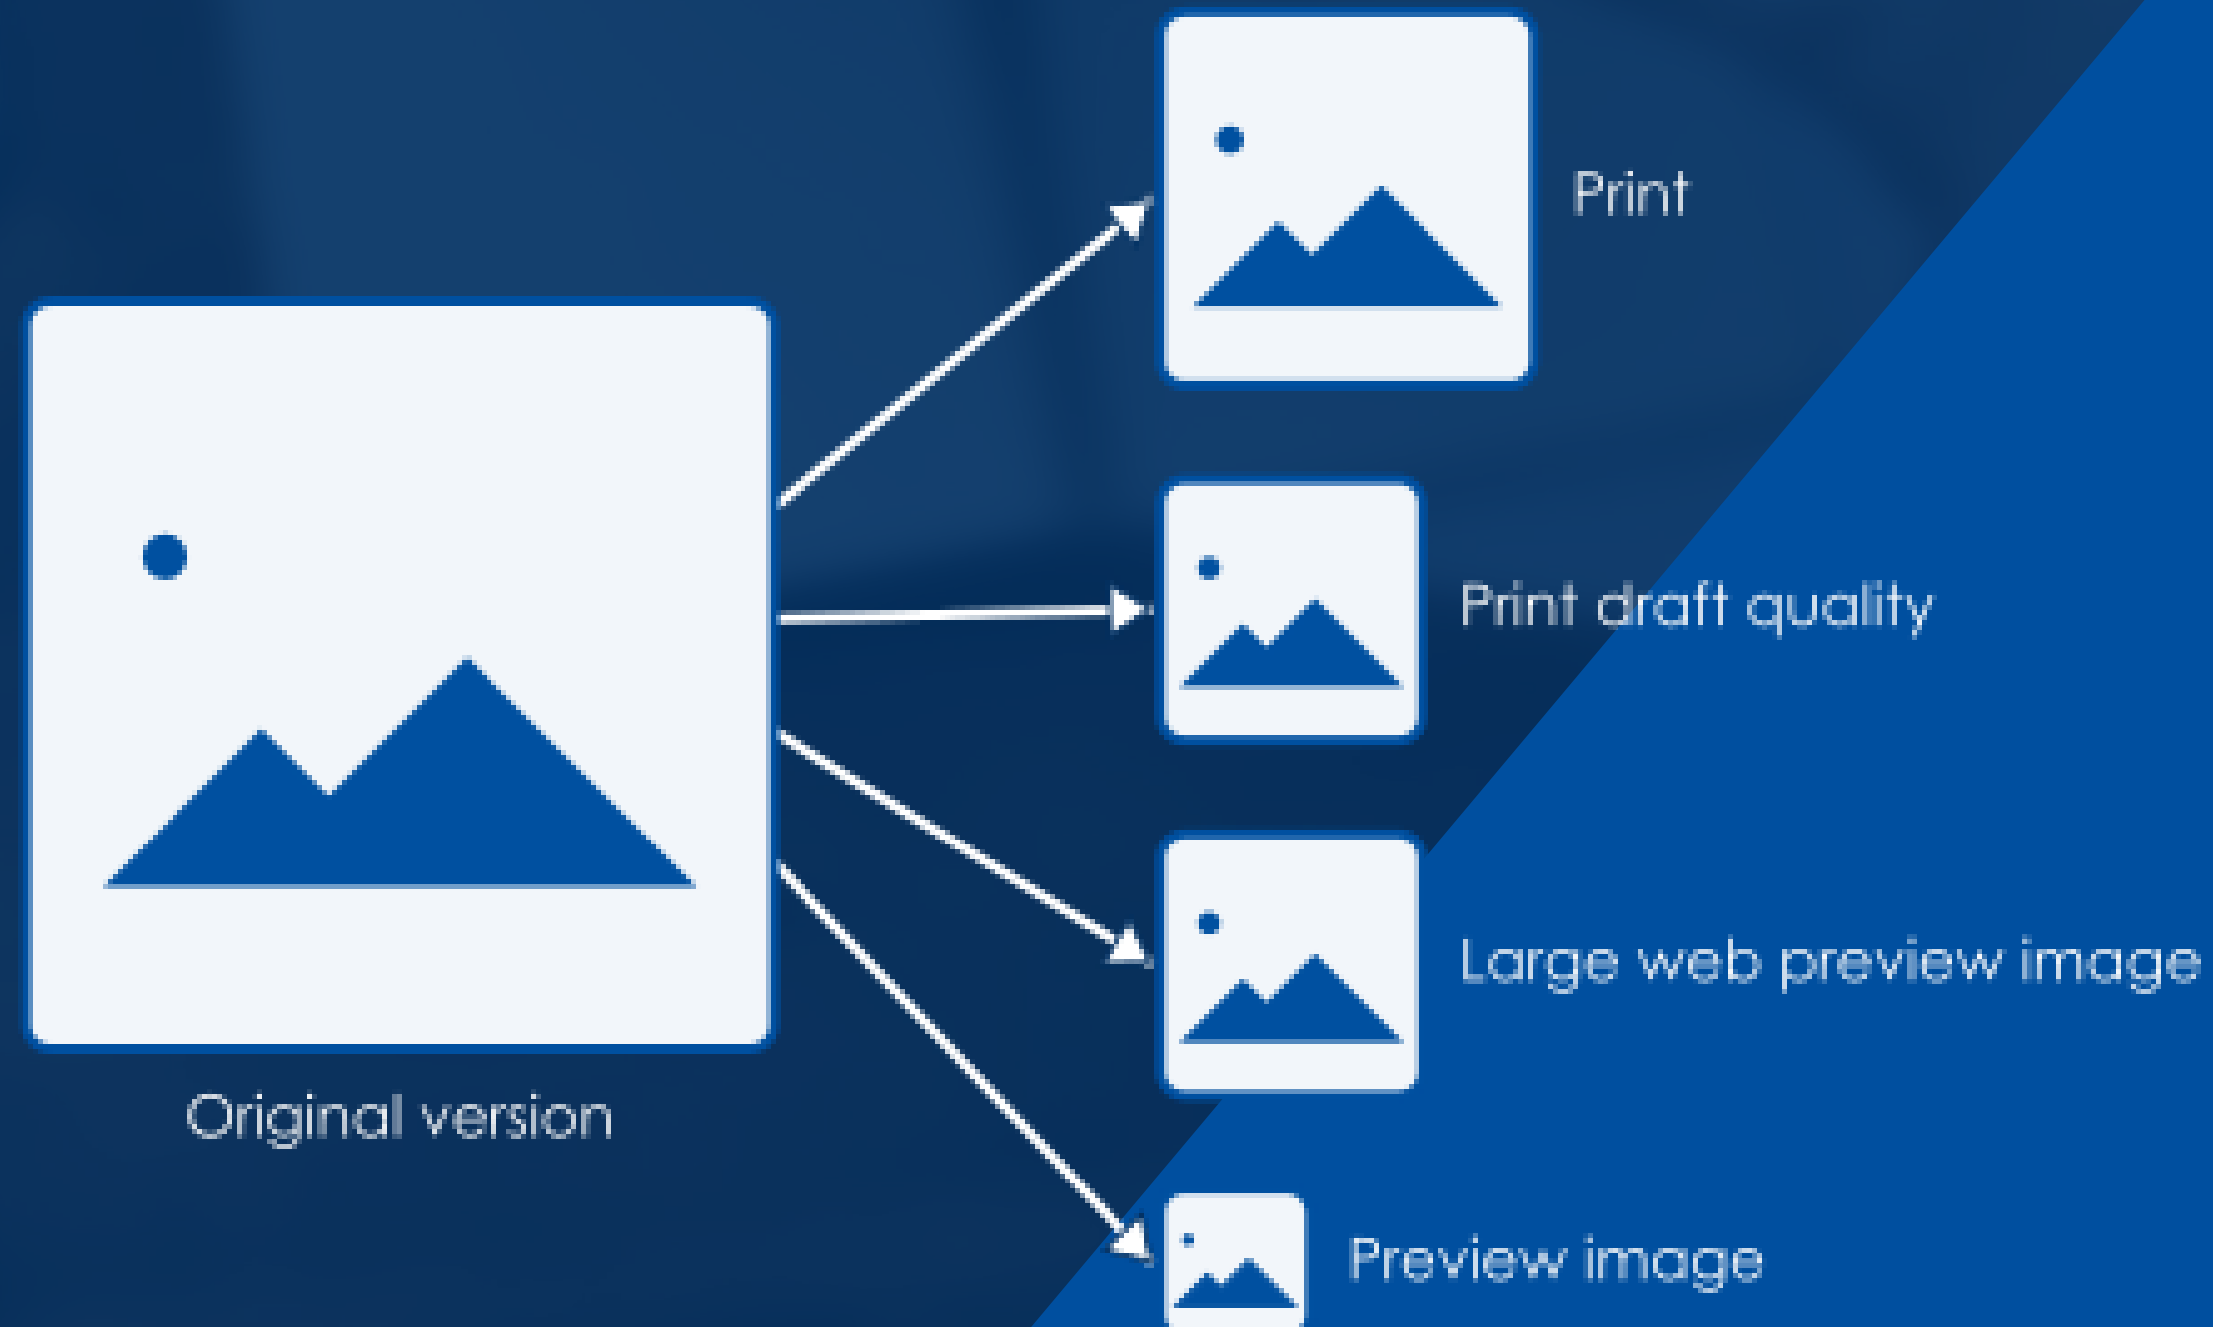 Print
Print draft quality
Large web preview image
Original version
Preview image